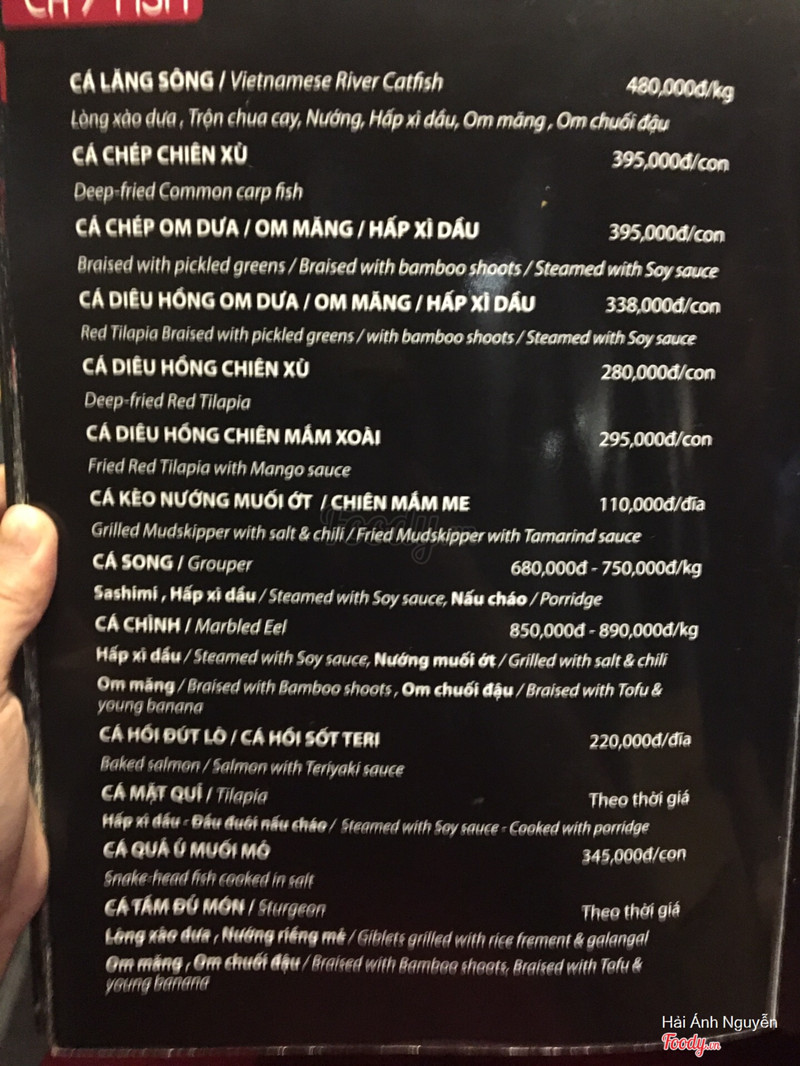 CÁ / FISH
CÁ LĂNG SÔNG / Vietnamese River Catfish 480,000đ/kg
Lòng xào dưa , Trộn chua cay, Nướng, Hấp xì dầu, Om măng , Om chuối đậu
CÁ CHÉP CHIÊN XÙ 395,000đ/con
Deep-fried Common carp fish
CÁ CHÉP OM DƯA / OM MĂNG / HẤP XÌ DẦU 395,000đ/con
Braised with pickled greens / Braised with bamboo shoots / Steamed with Soy sauce
CÁ DIÊU HỒNG OM DƯA / OM MĂNG / HẤP XÌ DẦU 338,000đ/con
Red Tilapia Braised with pickled greens / with bamboo shoots / Steamed with Soy sauce
CÁ DIÊU HỒNG CHIÊN XÙ 280,000đ/con
Deep-fried Red Tilapia
CÁ DIÊU HỒNG CHIÊN MẮM XOÀI 295,000đ/con
Fried Red Tilapia with Mango sauce
CÁ KÈO NƯỚNG MUỐI ỚT / CHIÊN MẮM ME 110,000đ/đĩa
Grilled Mudskipper with salt & chili / Fried Mudskipper with Tamarind sauce
CÁ SONG / Grouper 680,000đ - 750,000đ/kg
Sashimi , Hấp xì dầu / Steamed with Soy sauce, Nấu cháo / Porridge
CÁ CHÌNH / Marbled Eel 850,000đ - 890,000đ/kg
Hấp xì dầu / Steamed with Soy sauce, Nướng muối ớt / Grilled with salt & chili
Om măng / Braised with Bamboo shoots , Om chuối đậu / Braised with Tofu &
young banana
CÁ HỒI ĐÚT LÒ / CÁ HỒI SỐT TERI 220,000đ/đĩa
Baked salmon / Salmon with Teriyaki sauce
CÁ MẶT QUỈ / Tilapia Theo thời giá
Hấp xì dầu - Đầu đuôi nấu cháo / Steamed with Soy sauce - Cooked with porridge
CÁ QUẢ Ủ MUỐI MỎ 345,000đ/con
Snake-head fish cooked in salt
CÁ TẦM ĐỦ MÓN / Sturgeon Theo thời giá
Lòng xào dưa , Nướng riềng mẻ / Giblets grilled with rice frement & galangal
Om măng , Om chuối đậu / Braised with Bamboo shoots, Braised with Tofu &
young banana
Foody.vn
Hải Ánh Nguyễn
Foody.vn